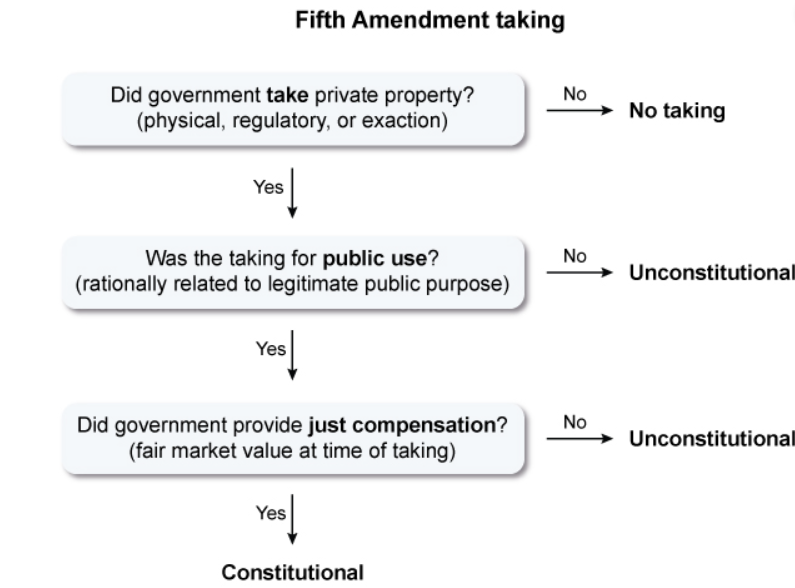 Fifth Amendment taking
Did government take private property?
(physical, regulatory, or exaction)
No
No taking
Yes
Was the taking for public use?
(rationally related to legitimate public purpose)
No
Unconstitutional
Yes
Did government provide just compensation?
(fair market value at time of taking)
No
Unconstitutional
Yes
Constitutional